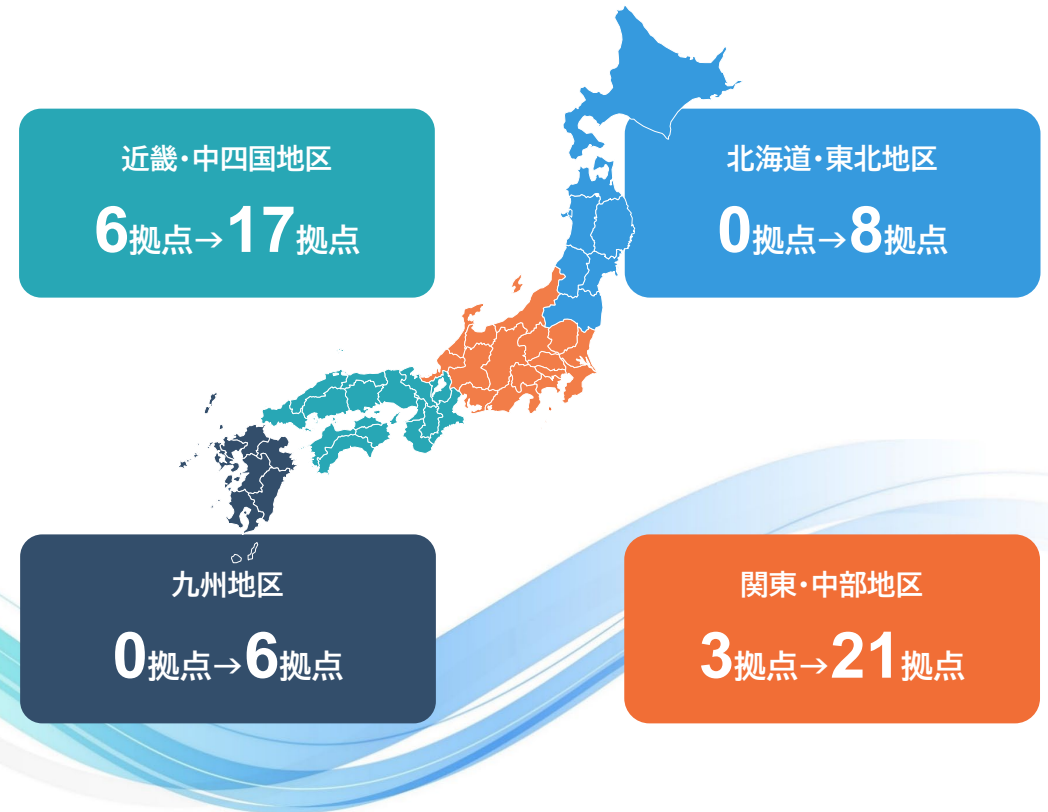 近畿・中四国地区
6拠点→17拠点
北海道・東北地区
0拠点→8拠点
九州地区
0拠点→6拠点
関東・中部地区
3拠点→21拠点